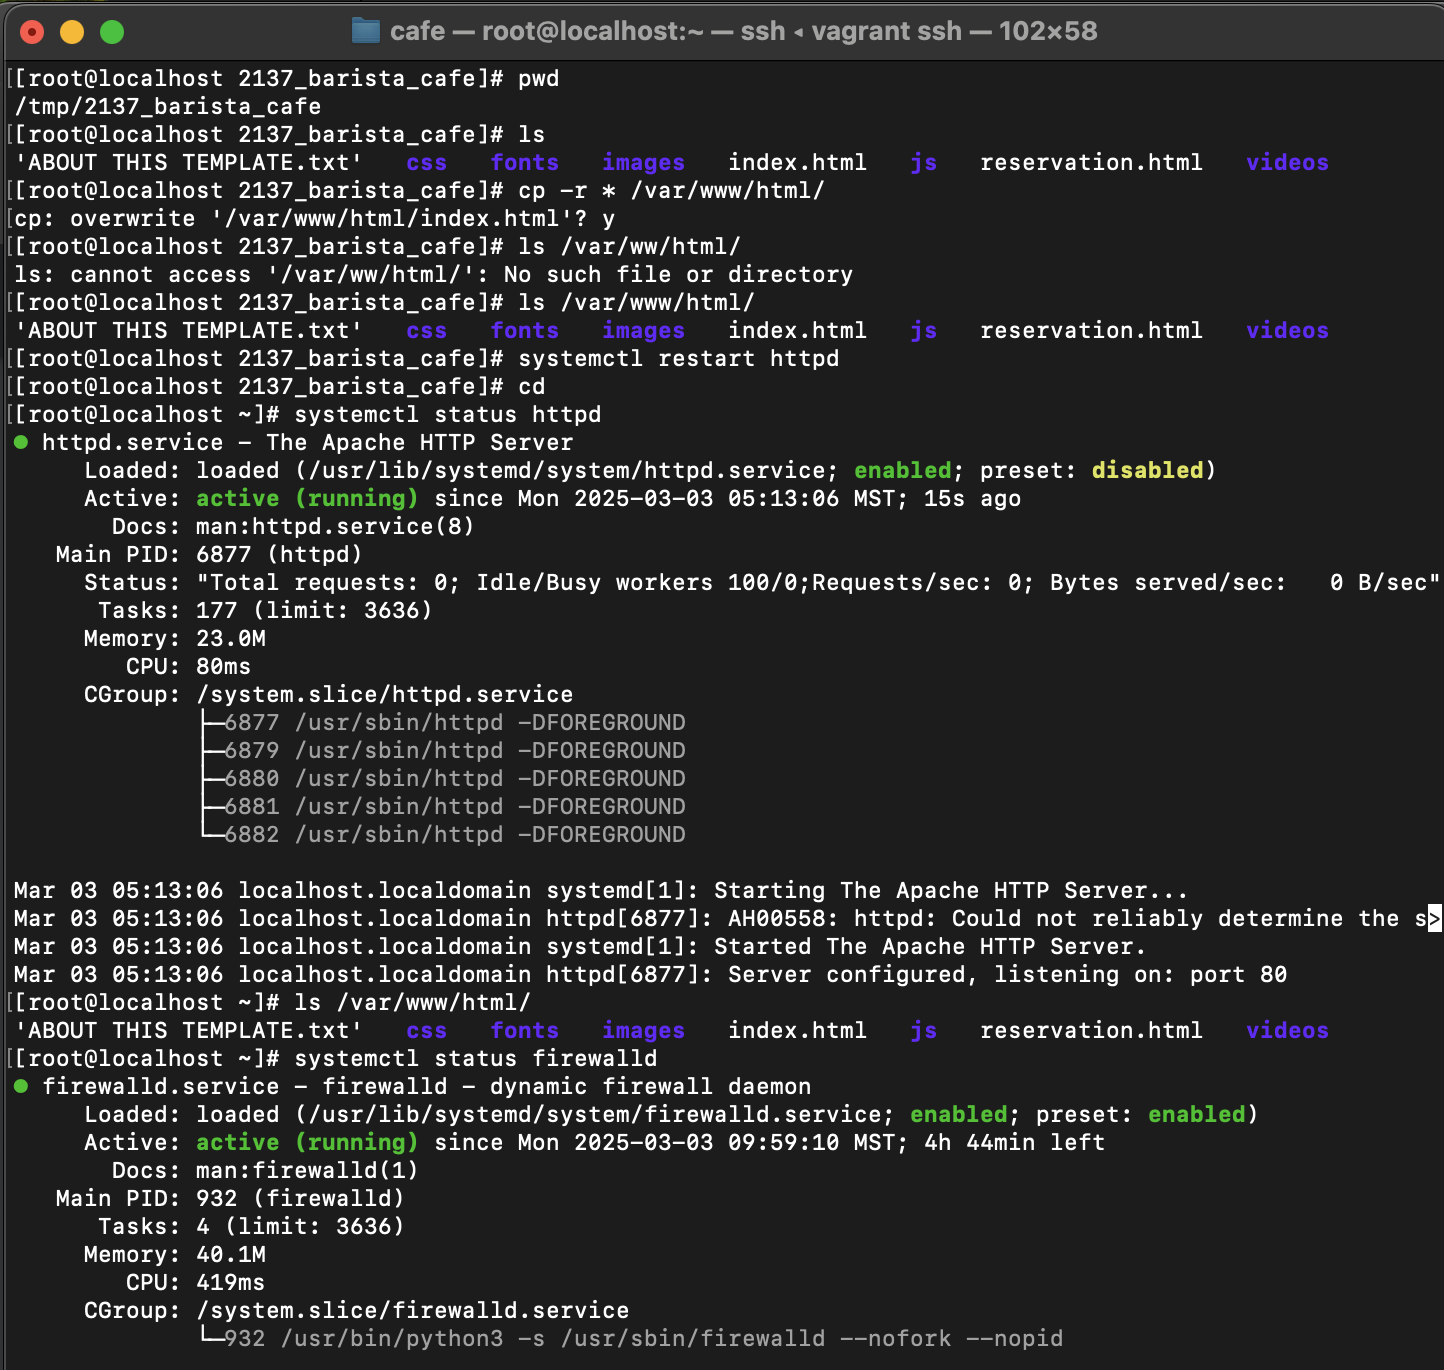 cafe — root@localhost:~ — ssh ◂ vagrant ssh — 102×58
[[root@localhost 2137_barista_cafe]# pwd
/tmp/2137_barista_cafe
[[root@localhost 2137_barista_cafe]# ls
'ABOUT THIS TEMPLATE.txt'   css   fonts   images   index.html   js   reservation.html   videos
[[root@localhost 2137_barista_cafe]# cp -r * /var/www/html/
[cp: overwrite '/var/www/html/index.html'? y
[[root@localhost 2137_barista_cafe]# ls /var/ww/html/
ls: cannot access '/var/ww/html/': No such file or directory
[[root@localhost 2137_barista_cafe]# ls /var/www/html/
'ABOUT THIS TEMPLATE.txt'   css   fonts   images   index.html   js   reservation.html   videos
[[root@localhost 2137_barista_cafe]# systemctl restart httpd
[[root@localhost 2137_barista_cafe]# cd
[[root@localhost ~]# systemctl status httpd
● httpd.service - The Apache HTTP Server
     Loaded: loaded (/usr/lib/systemd/system/httpd.service; enabled; preset: disabled)
     Active: active (running) since Mon 2025-03-03 05:13:06 MST; 15s ago
       Docs: man:httpd.service(8)
   Main PID: 6877 (httpd)
     Status: "Total requests: 0; Idle/Busy workers 100/0;Requests/sec: 0; Bytes served/sec:   0 B/sec"
      Tasks: 177 (limit: 3636)
     Memory: 23.0M
        CPU: 80ms
     CGroup: /system.slice/httpd.service
             ├─6877 /usr/sbin/httpd -DFOREGROUND
             ├─6879 /usr/sbin/httpd -DFOREGROUND
             ├─6880 /usr/sbin/httpd -DFOREGROUND
             ├─6881 /usr/sbin/httpd -DFOREGROUND
             └─6882 /usr/sbin/httpd -DFOREGROUND
Mar 03 05:13:06 localhost.localdomain systemd[1]: Starting The Apache HTTP Server...
Mar 03 05:13:06 localhost.localdomain httpd[6877]: AH00558: httpd: Could not reliably determine the s>
Mar 03 05:13:06 localhost.localdomain systemd[1]: Started The Apache HTTP Server.
Mar 03 05:13:06 localhost.localdomain httpd[6877]: Server configured, listening on: port 80
[[root@localhost ~]# ls /var/www/html/
'ABOUT THIS TEMPLATE.txt'   css   fonts   images   index.html   js   reservation.html   videos
[[root@localhost ~]# systemctl status firewalld
● firewalld.service - firewalld - dynamic firewall daemon
     Loaded: loaded (/usr/lib/systemd/system/firewalld.service; enabled; preset: enabled)
     Active: active (running) since Mon 2025-03-03 09:59:10 MST; 4h 44min left
       Docs: man:firewalld(1)
   Main PID: 932 (firewalld)
      Tasks: 4 (limit: 3636)
     Memory: 40.1M
        CPU: 419ms
     CGroup: /system.slice/firewalld.service
             └─932 /usr/bin/python3 -s /usr/sbin/firewalld --nofork --nopid